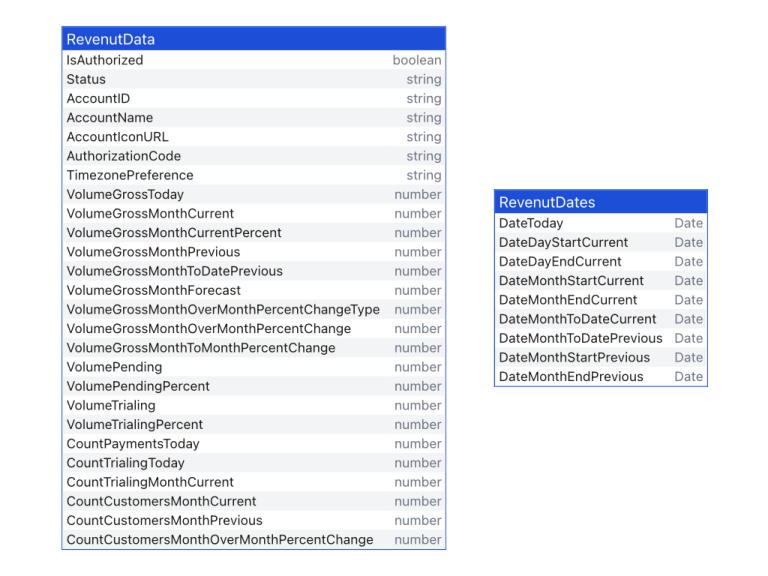 RevenutData
IsAuthorized boolean
Status string
AccountID string
AccountName string
AccountIconURL string
AuthorizationCode string
TimezonePreference string
VolumeGrossToday number
VolumeGrossMonthCurrent number
VolumeGrossMonthCurrentPercent number
VolumeGrossMonthPrevious number
VolumeGrossMonthToDatePrevious number
VolumeGrossMonthForecast number
VolumeGrossMonthOverMonthPercentChangeType number
VolumeGrossMonthOverMonthPercentChange number
VolumeGrossMonthToMonthPercentChange number
VolumePending number
VolumePendingPercent number
VolumeTrialing number
VolumeTrialingPercent number
CountPaymentsToday number
CountTrialingToday number
CountTrialingMonthCurrent number
CountCustomersMonthCurrent number
CountCustomersMonthPrevious number
CountCustomersMonthOverMonthPercentChange number
RevenutDates
DateToday Date
DateDayStartCurrent Date
DateDayEndCurrent Date
DateMonthStartCurrent Date
DateMonthEndCurrent Date
DateMonthToDateCurrent Date
DateMonthToDatePrevious Date
DateMonthStartPrevious Date
DateMonthEndPrevious Date